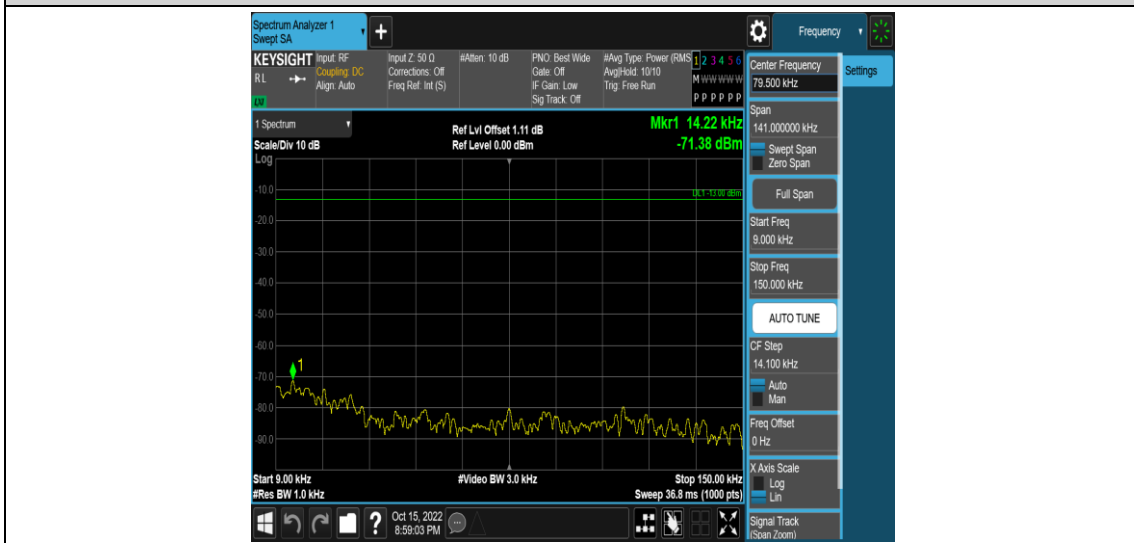 Spectrum Analyzer 1
Swept SA
+
Frequency
KEYSIGHT
RL
LXI
Input: RF
Coupling: DC
Align: Auto
Input Z: 50 Ω
Corrections: Off
Freq Ref: Int (S)
#Atten: 10 dB
PNO: Best Wide
Gate: Off
IF Gain: Low
Sig Track: Off
#Avg Type: Power (RMS
Avg|Hold: 10/10
Trig: Free Run
1 2 3 4 5 6
M W W W W W
P P P P P P
1 Spectrum
Scale/Div 10 dB
Ref Lvl Offset 1.11 dB
Ref Level 0.00 dBm
Mkr1 14.22 kHz
-71.38 dBm
Log
DL1 -13.00 dBm
-10.0
-20.0
-30.0
-40.0
-50.0
-60.0
-70.0
-80.0
-90.0
1
Start 9.00 kHz
#Res BW 1.0 kHz
#Video BW 3.0 kHz
Stop 150.00 kHz
Sweep 36.8 ms (1000 pts)
Center Frequency
79.500 kHz
Settings
Span
141.000000 kHz
Swept Span
Zero Span
Full Span
Start Freq
9.000 kHz
Stop Freq
150.000 kHz
AUTO TUNE
CF Step
14.100 kHz
Auto
Man
Freq Offset
0 Hz
X Axis Scale
Log
Lin
Signal Track
(Span Zoom)
?
Oct 15, 2022
8:59:03 PM